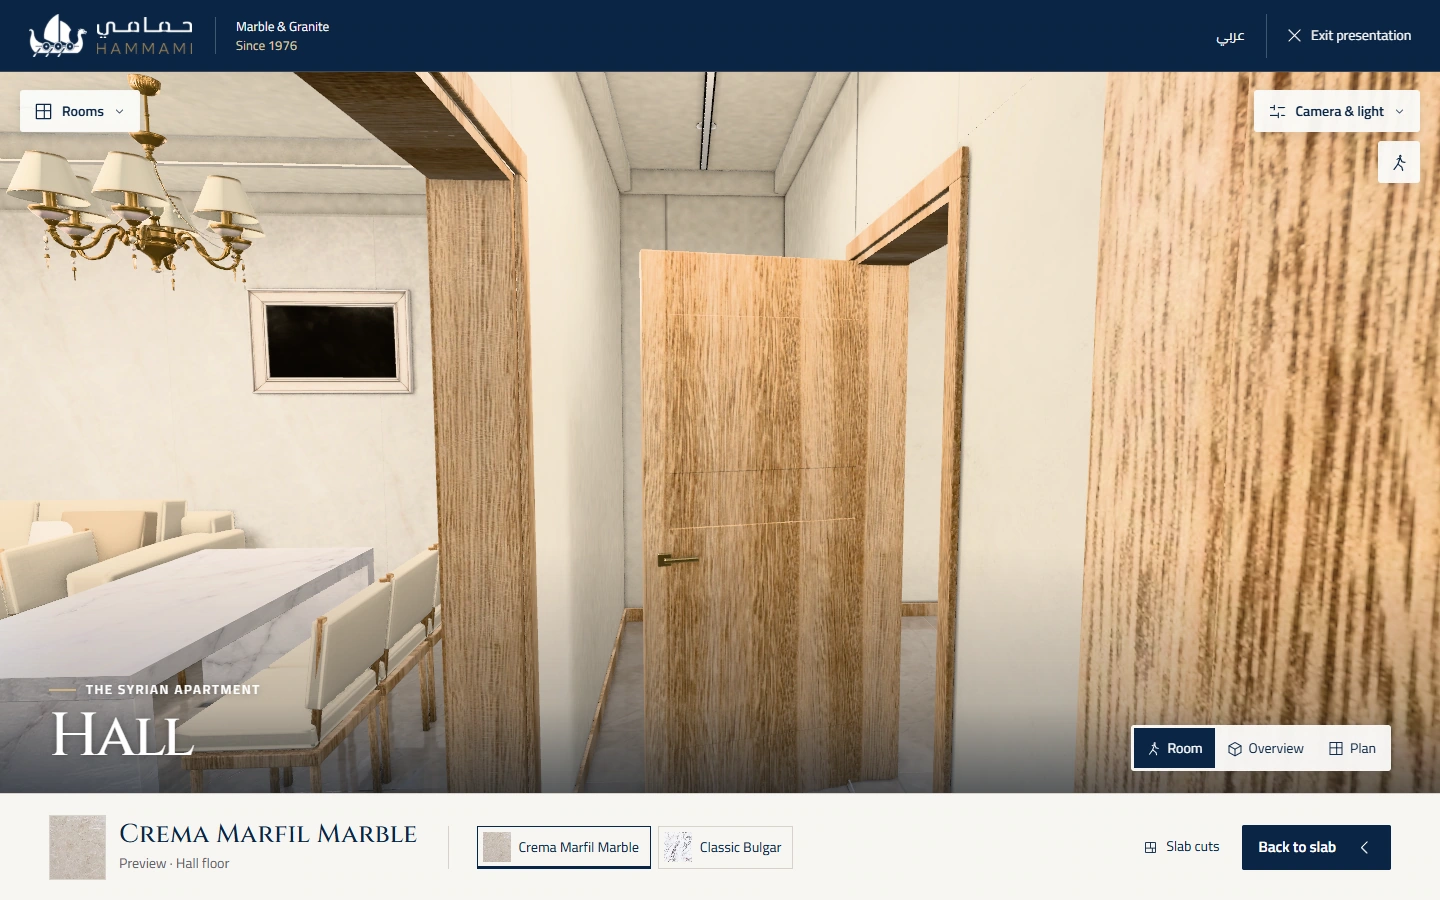 حمامي
HAMMAMI
Marble & Granite
Since 1976
عربي
Exit presentation
Rooms
Camera & light
THE SYRIAN APARTMENT
HALL
Room
Overview
Plan
CREMA MARFIL MARBLE
Preview · Hall floor
Crema Marfil Marble
Classic Bulgar
Slab cuts
Back to slab